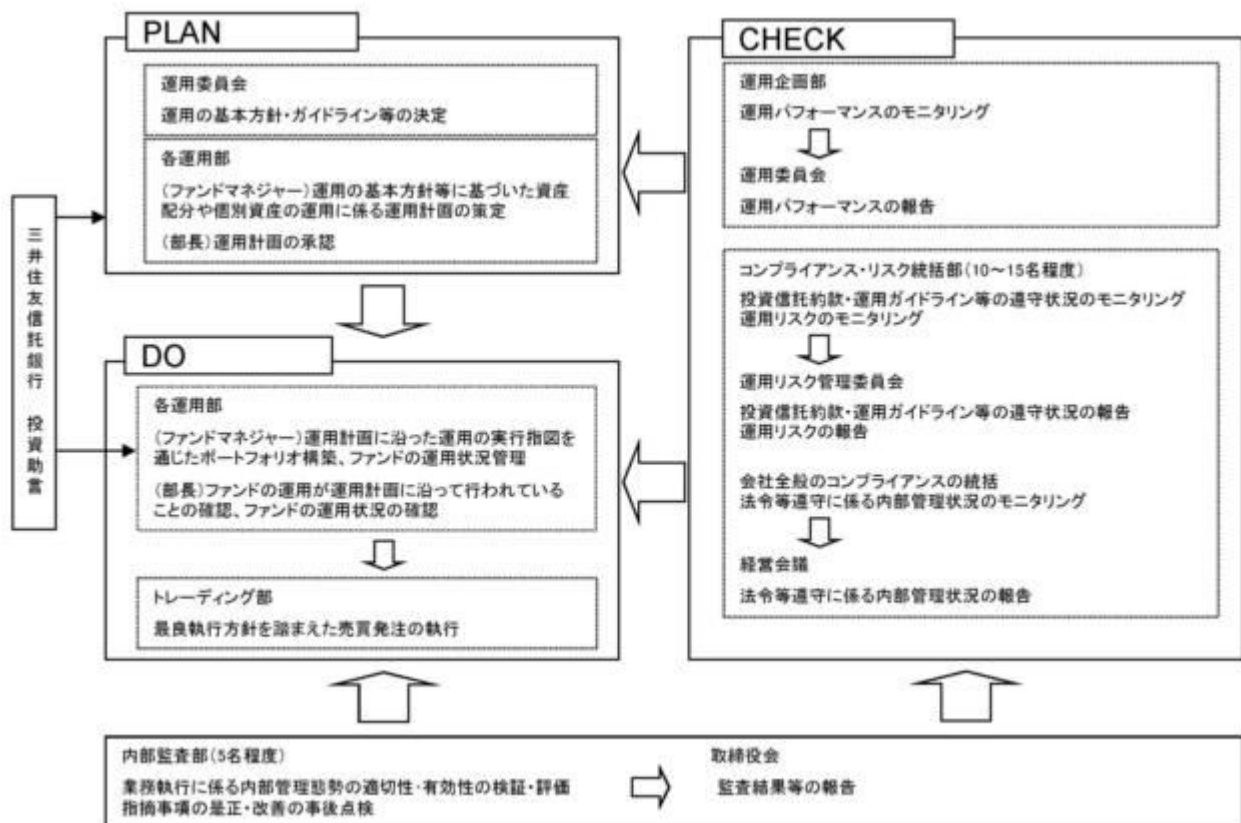 PLAN
運用委員会
運用の基本方針・ガイドライン等の決定
各運用部
(ファンドマネジャー)運用の基本方針等に基づいた資産
配分や個別資産の運用に係る運用計画の策定
(部長)運用計画の承認
三井住友信託銀行 投資助言
DO
各運用部
(ファンドマネジャー)運用計画に沿った運用の実行指図を
通じたポートフォリオ構築、ファンドの運用状況管理
(部長)ファンドの運用が運用計画に沿って行われている
ことの確認、ファンドの運用状況の確認
トレーディング部
最良執行方針を踏まえた売買発注の執行
CHECK
運用企画部
運用パフォーマンスのモニタリング
運用委員会
運用パフォーマンスの報告
コンプライアンス・リスク統括部(10～15名程度)
投資信託約款・運用ガイドライン等の遵守状況のモニタリング
運用リスクのモニタリング
運用リスク管理委員会
投資信託約款・運用ガイドライン等の遵守状況の報告
運用リスクの報告
会社全般のコンプライアンスの統括
法令等遵守に係る内部管理状況のモニタリング
経営会議
法令等遵守に係る内部管理状況の報告
内部監査部(5名程度)
業務執行に係る内部管理態勢の適切性・有効性の検証・評価
指摘事項の是正・改善の事後点検
取締役会
監査結果等の報告